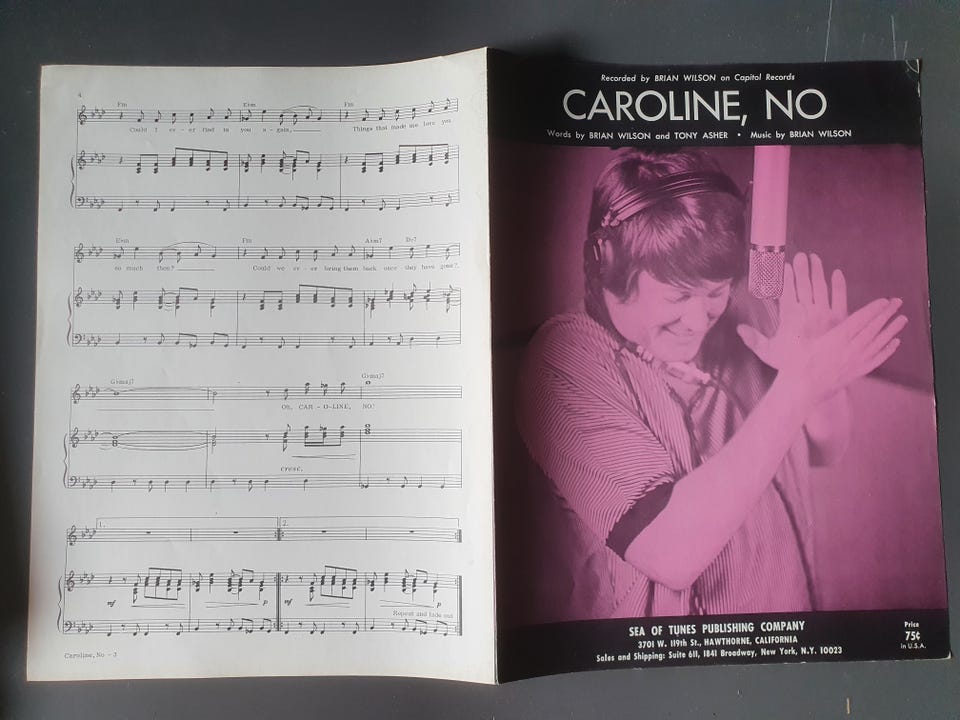 4
Fm Ebm Fm
Could I ev-er find in you a-gain, Things that made me love you
Ebm Fm Abm7 Db7
so much then? Could we ev-er bring them back once they have gone?
Gbmaj7 Gbmaj7
Oh, CAR-O-LINE, NO!
cresc.
1. 2.
mf p mf p
Repeat and fade out
Caroline, No - 3
Recorded by BRIAN WILSON on Capitol Records
CAROLINE, NO
Words by BRIAN WILSON and TONY ASHER • Music by BRIAN WILSON
SEA OF TUNES PUBLISHING COMPANY
3701 W. 119th St., HAWTHORNE, CALIFORNIA
Sales and Shipping: Suite 611, 1841 Broadway, New York, N.Y. 10023
Price
75¢
in U.S.A.